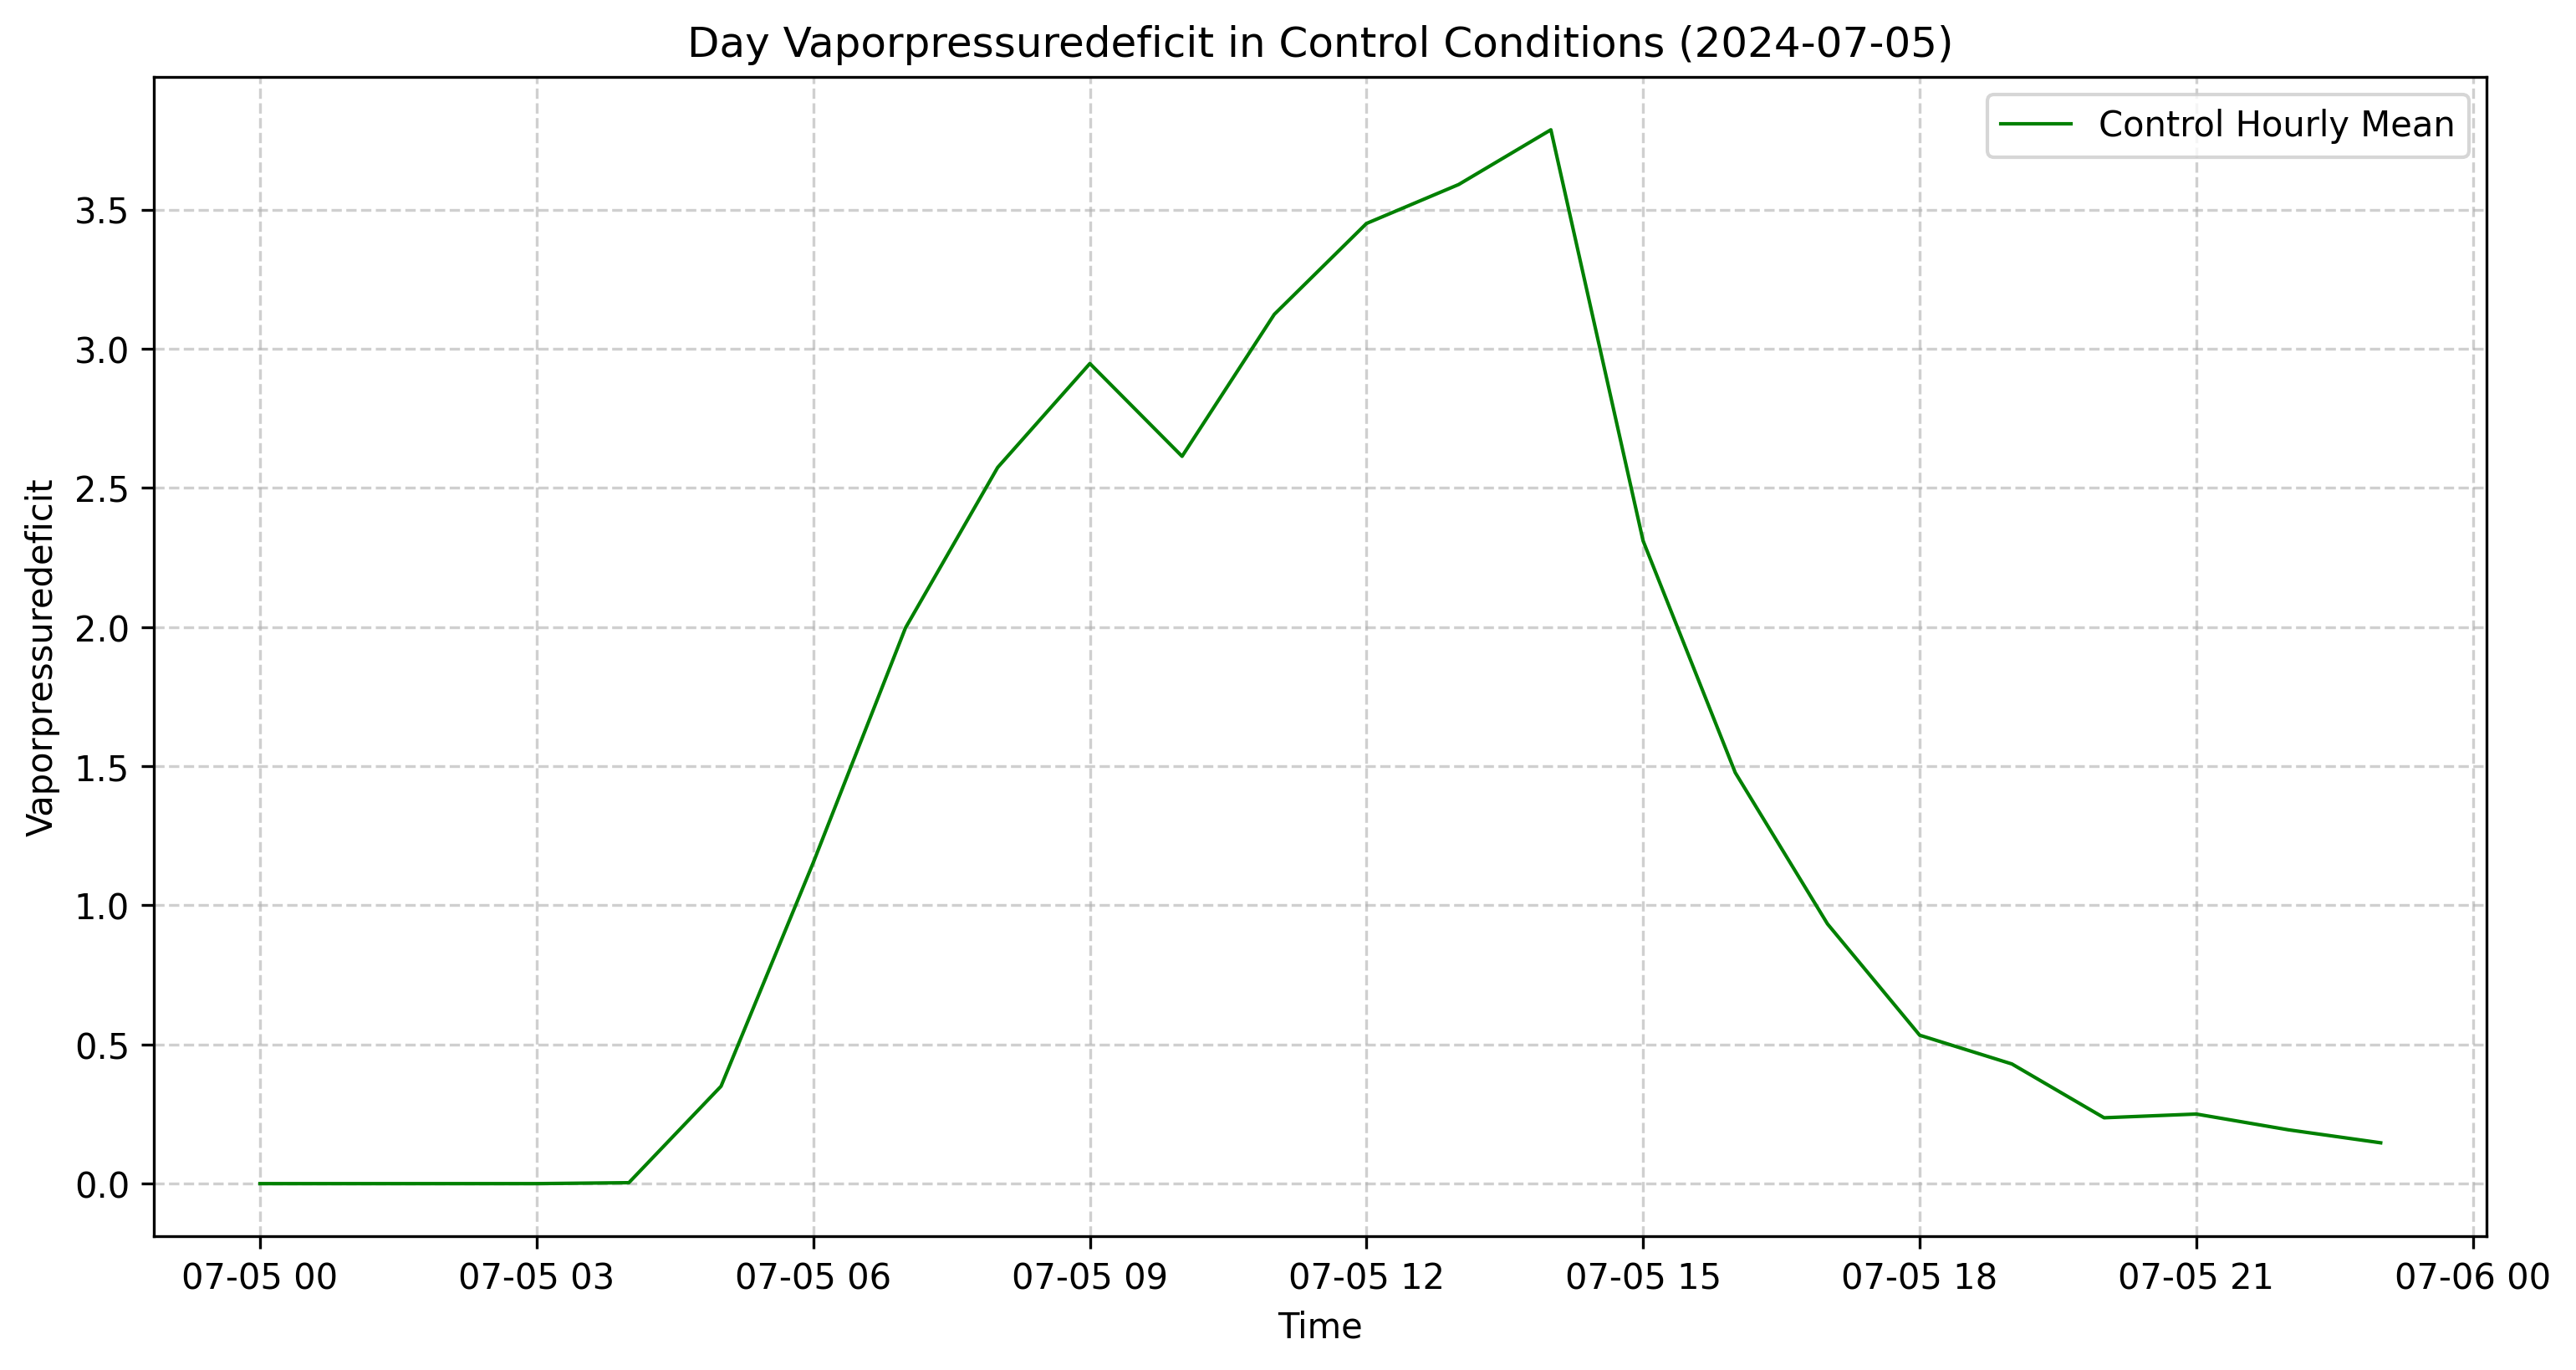 Day Vaporpressuredeficit in Control Conditions (2024-07-05)
Control Hourly Mean
Vaporpressuredeficit
3.5
3.0
2.5
2.0
1.5
1.0
0.5
0.0
07-05 00 07-05 03 07-05 06 07-05 09 07-05 12 07-05 15 07-05 18 07-05 21 07-06 00
Time